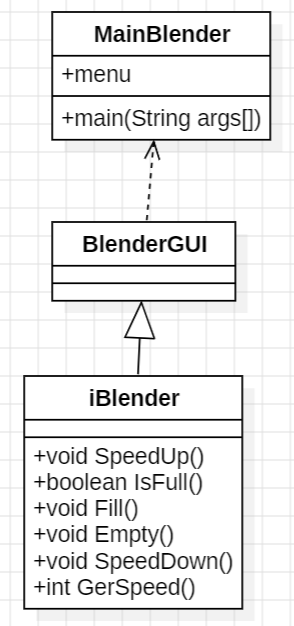 MainBlender
+menu
+main(String args[])
BlenderGUI
iBlender
+void SpeedUp()
+boolean IsFull()
+void Fill()
+void Empty()
+void SpeedDown()
+int GerSpeed()